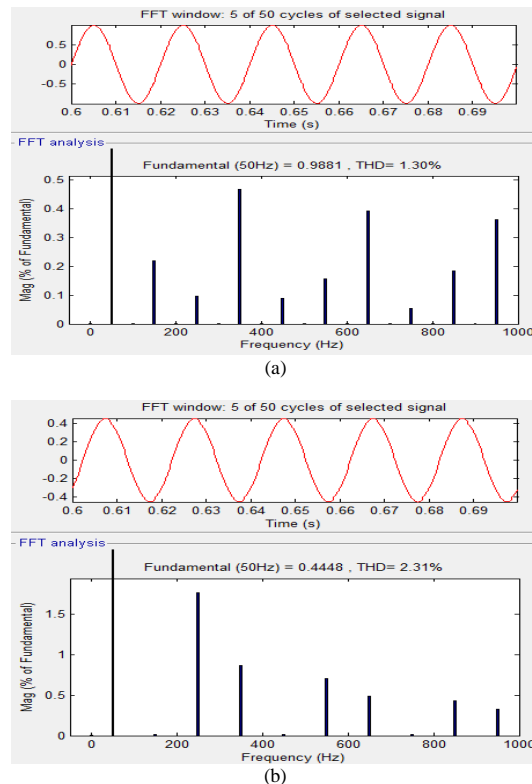 FFT window: 5 of 50 cycles of selected signal
0.5
0
-0.5
0.6 0.61 0.62 0.63 0.64 0.65 0.66 0.67 0.68 0.69
Time (s)
FFT analysis
Fundamental (50Hz) = 0.9881 , THD= 1.30%
Mag (% of Fundamental)
0.5
0.4
0.3
0.2
0.1
0
0 200 400 600 800 1000
Frequency (Hz)
(a)
FFT window: 5 of 50 cycles of selected signal
0.4
0.2
0
-0.2
-0.4
0.6 0.61 0.62 0.63 0.64 0.65 0.66 0.67 0.68 0.69
Time (s)
FFT analysis
Fundamental (50Hz) = 0.4448 , THD= 2.31%
Mag (% of Fundamental)
1.5
1
0.5
0
0 200 400 600 800 1000
Frequency (Hz)
(b)